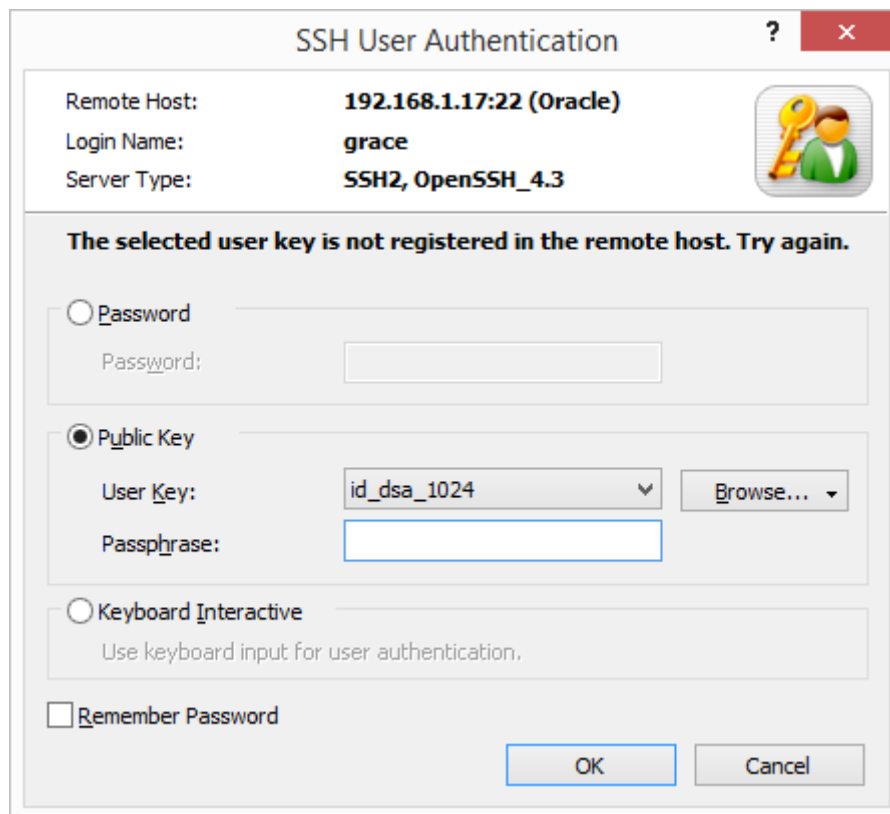 SSH User Authentication
?
Remote Host: 192.168.1.17:22 (Oracle)
Login Name: grace
Server Type: SSH2, OpenSSH_4.3
The selected user key is not registered in the remote host. Try again.
Password
Password:
Public Key
User Key: id_dsa_1024 Browse...
Passphrase:
Keyboard Interactive
Use keyboard input for user authentication.
Remember Password
OK Cancel